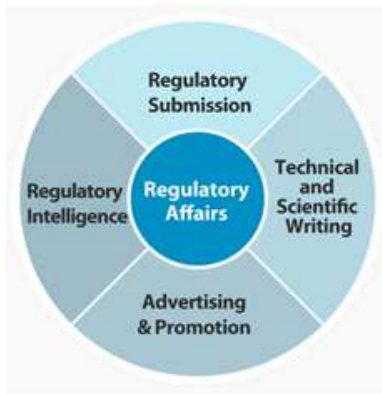 Regulatory
Submission
Technical
and
Scientific
Writing
Advertising
& Promotion
Regulatory
Intelligence
Regulatory
Affairs